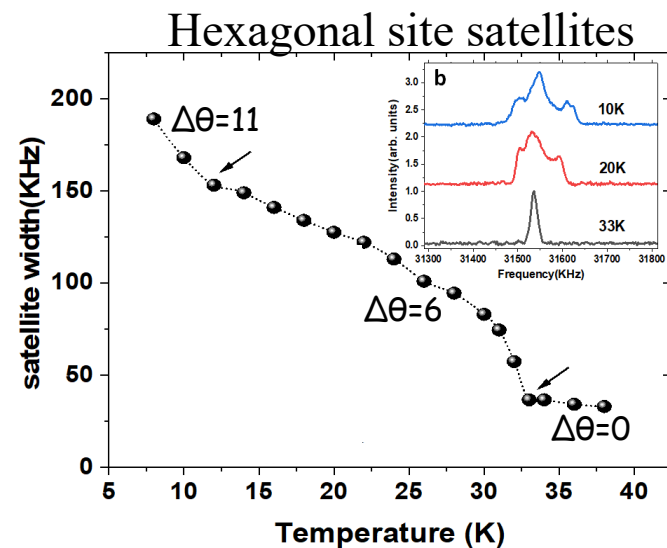 Hexagonal site satellites
satellite width(KHz)
200
150
100
50
0
Δθ=11
Δθ=6
Δθ=0
5 10 15 20 25 30 35 40
Temperature (K)
b
Intensity(arb. units)
3.0
2.5
2.0
1.5
1.0
0.5
0.0
10K
20K
33K
31300 31400 31500 31600 31700 31800
Frequency(KHz)